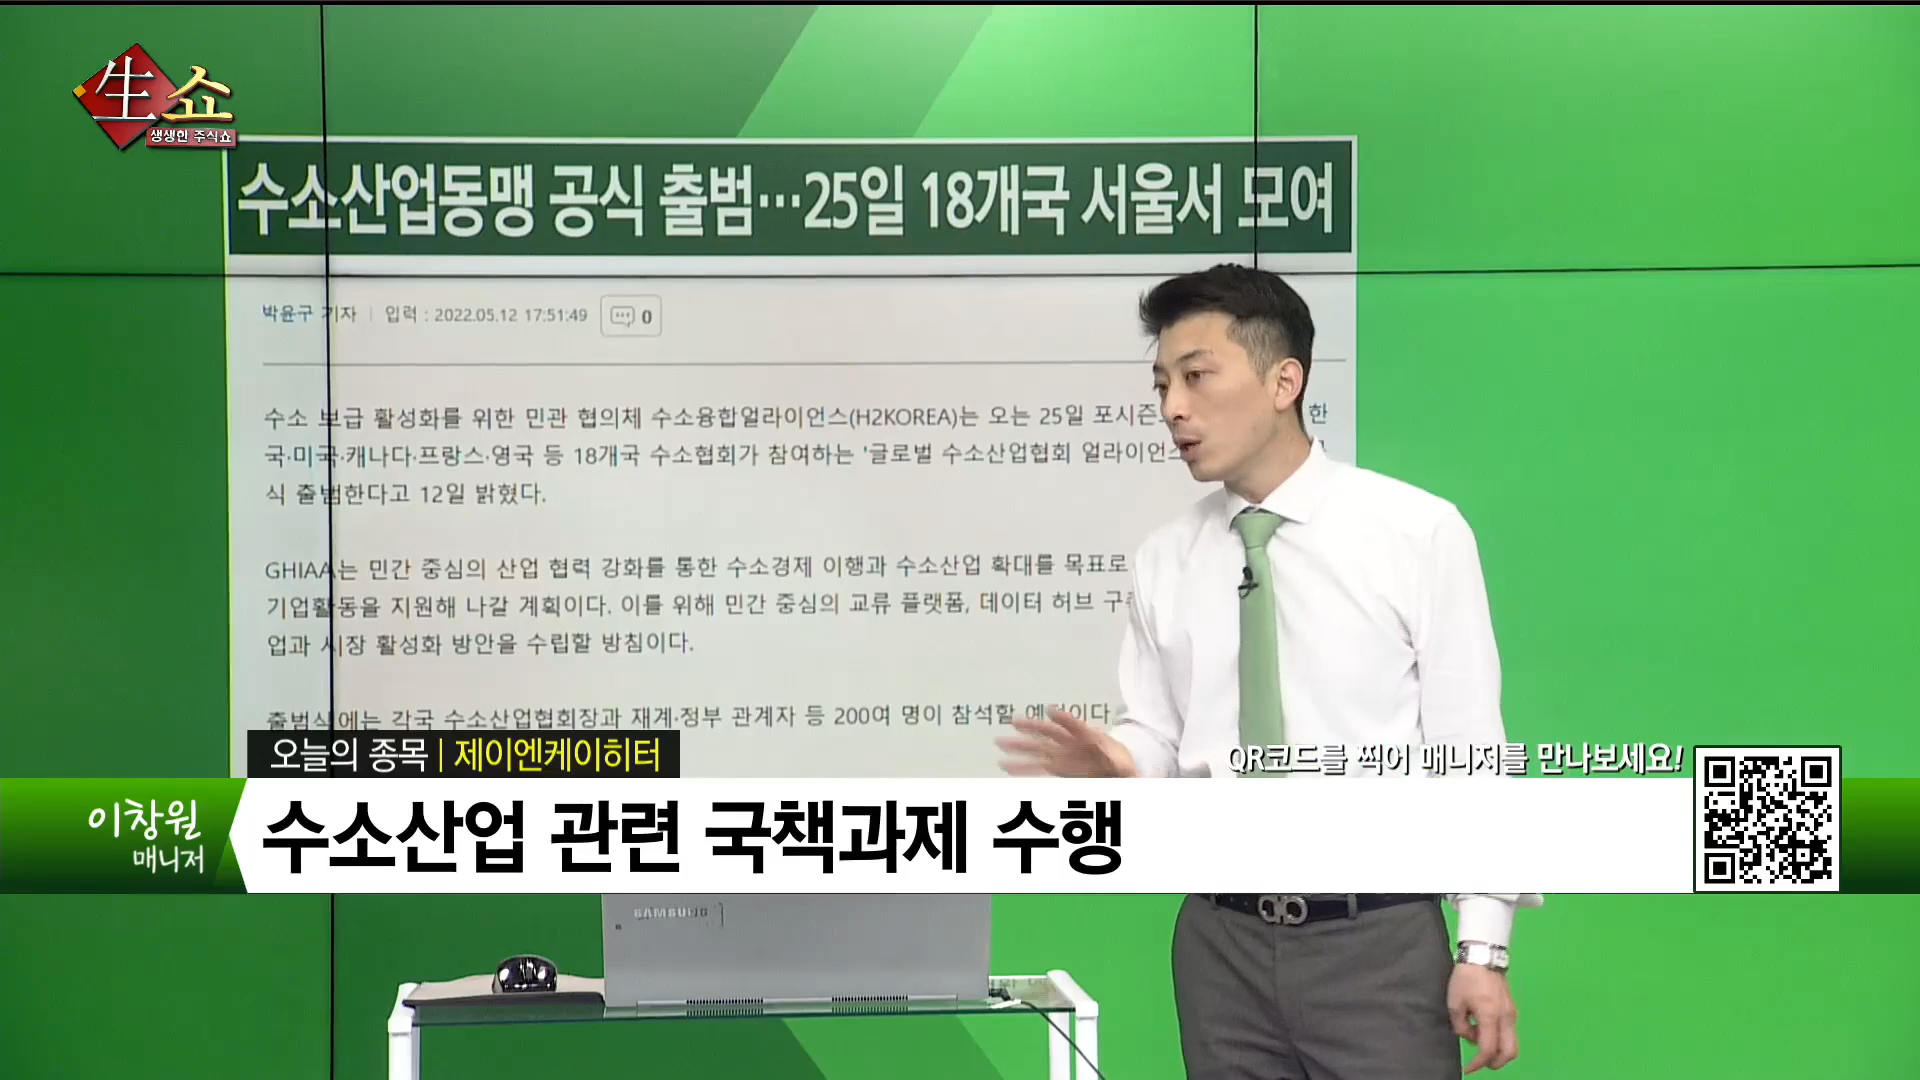 生쇼
생생한 주식쇼
수소산업동맹 공식 출범…25일 18개국 서울서 모여
박윤구 기자 | 입력 : 2022.05.12 17:51:49 0
수소 보급 활성화를 위한 민관 협의체 수소융합얼라이언스(H2KOREA)는 오는 25일 포시즌 한
국·미국·캐나다·프랑스·영국 등 18개국 수소협회가 참여하는 '글로벌 수소산업협회 얼라이언스
식 출범한다고 12일 밝혔다.
GHIAA는 민간 중심의 산업 협력 강화를 통한 수소경제 이행과 수소산업 확대를 목표로
기업활동을 지원해 나갈 계획이다. 이를 위해 민간 중심의 교류 플랫폼, 데이터 허브
업과 시장 활성화 방안을 수립할 방침이다.
출범식에는 각국 수소산업협회장과 재계·정부 관계자 등 200여 명이 참석할 예정이다.
오늘의 종목 | 제이엔케이히터
QR코드를 찍어 매니저를 만나보세요!
이창원
매니저
수소산업 관련 국책과제 수행
SAMSUNG